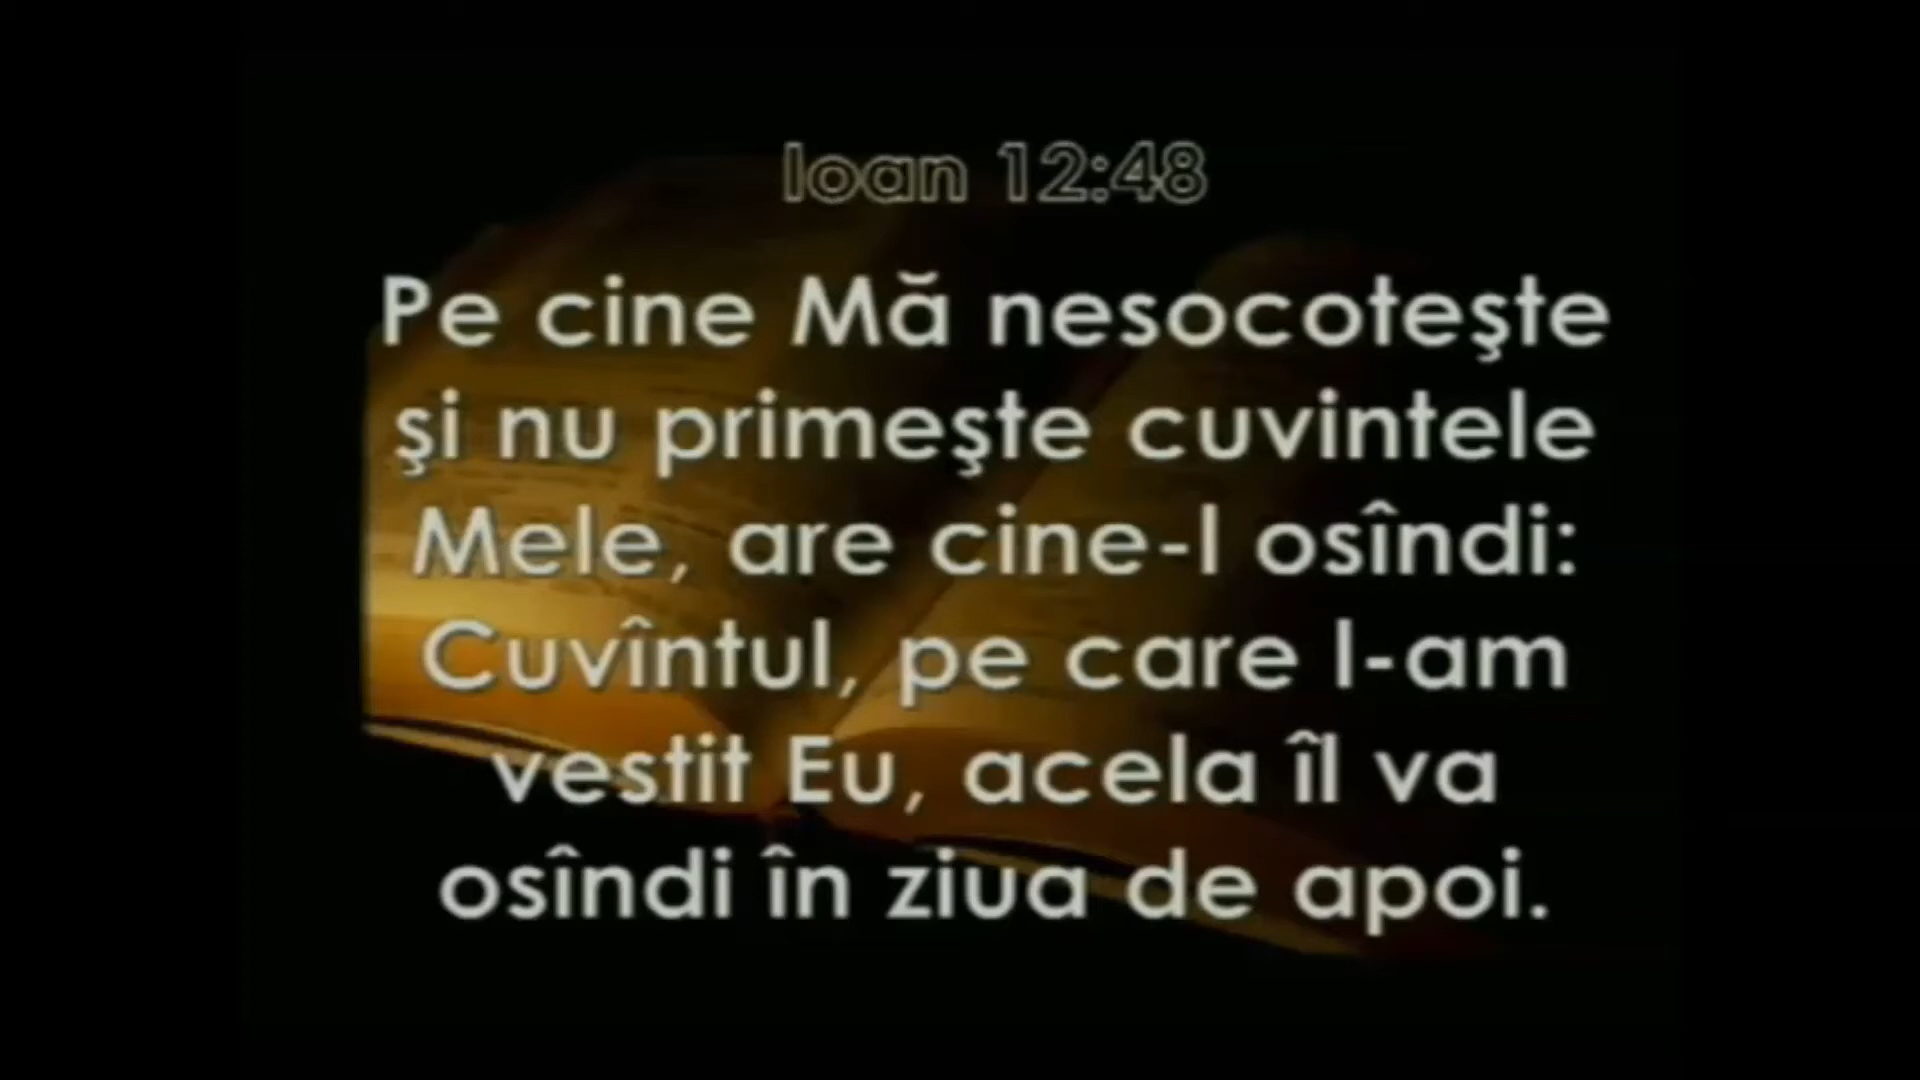 Ioan 12:48
Pe cine Mă nesocoteşte
şi nu primeşte cuvintele
Mele, are cine-l osîndi:
Cuvîntul, pe care l-am
vestit Eu, acela îl va
osîndi în ziua de apoi.